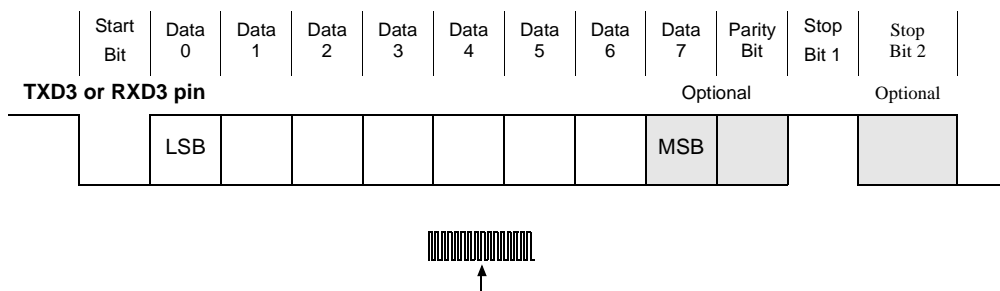 Start Bit
Data 0
Data 1
Data 2
Data 3
Data 4
Data 5
Data 6
Data 7
Parity Bit
Stop Bit 1
Stop Bit 2
TXD3 or RXD3 pin
Optional
Optional
LSB
MSB